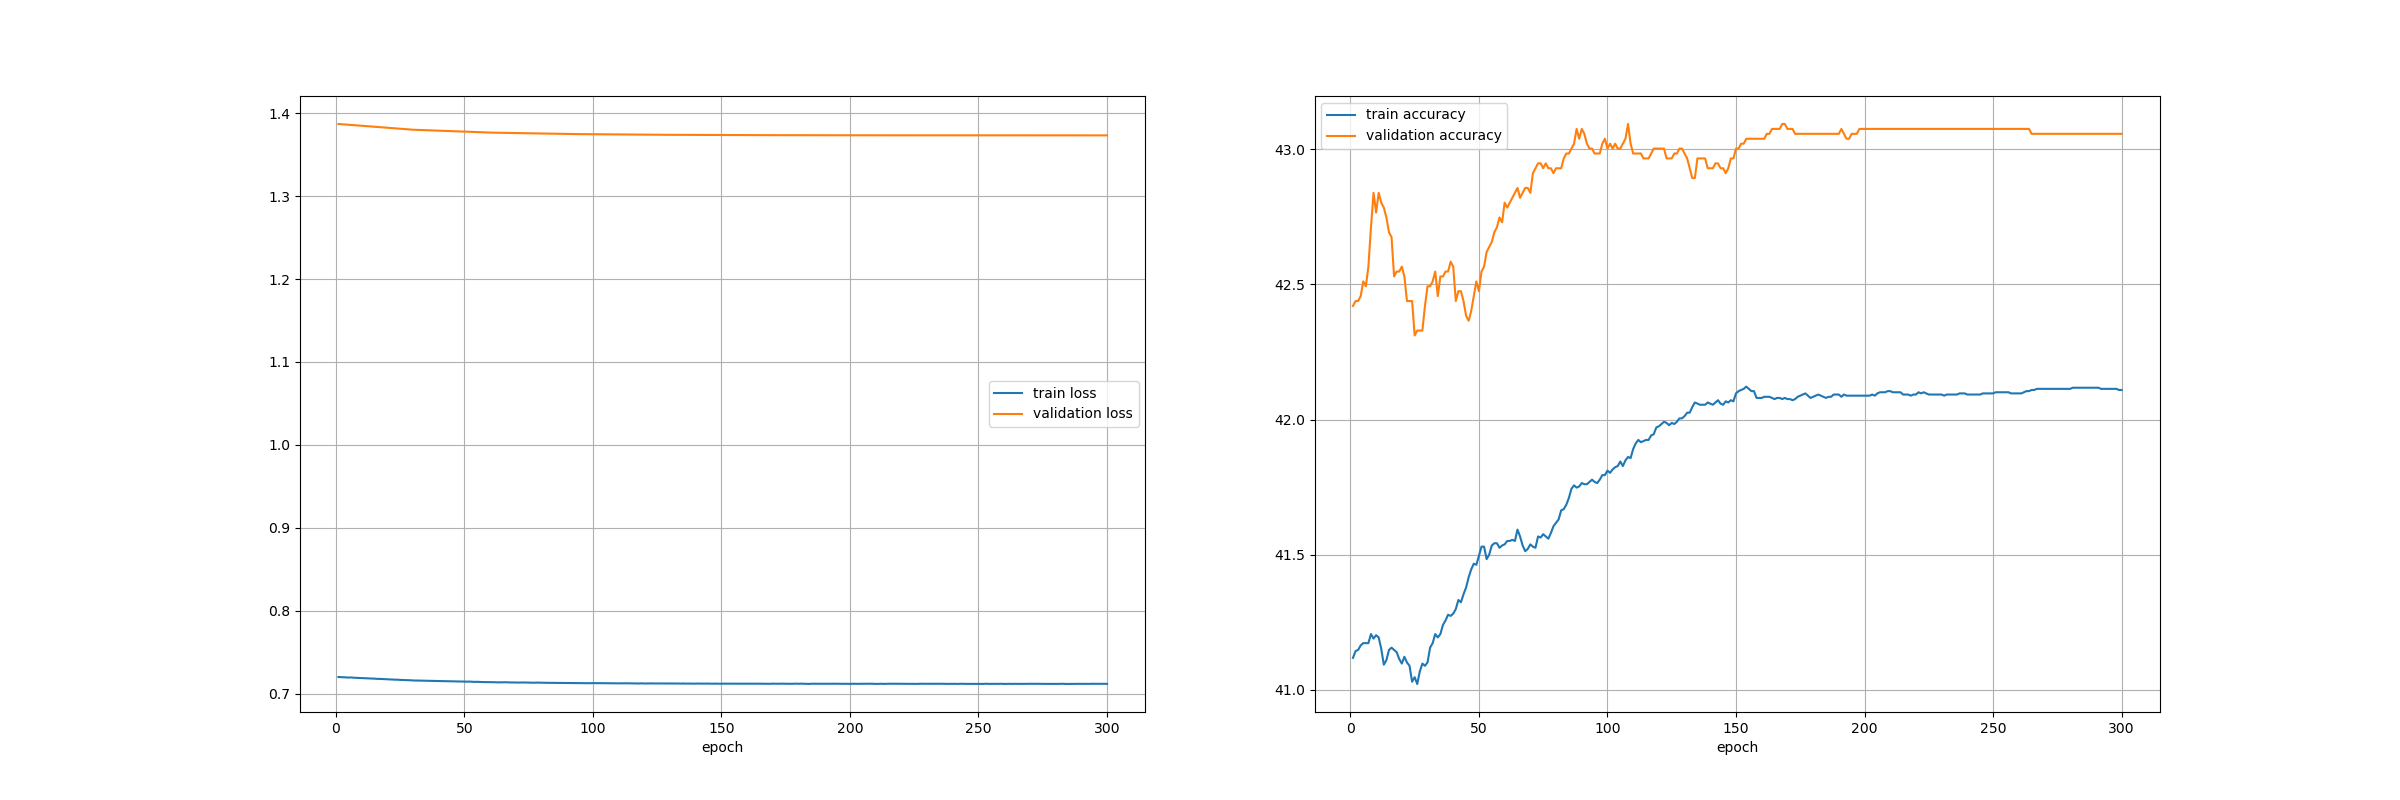 1.4
1.3
1.2
1.1
1.0
0.9
0.8
0.7
train loss
validation loss
0 50 100 150 200 250 300
epoch
train accuracy
validation accuracy
43.0
42.5
42.0
41.5
41.0
0 50 100 150 200 250 300
epoch